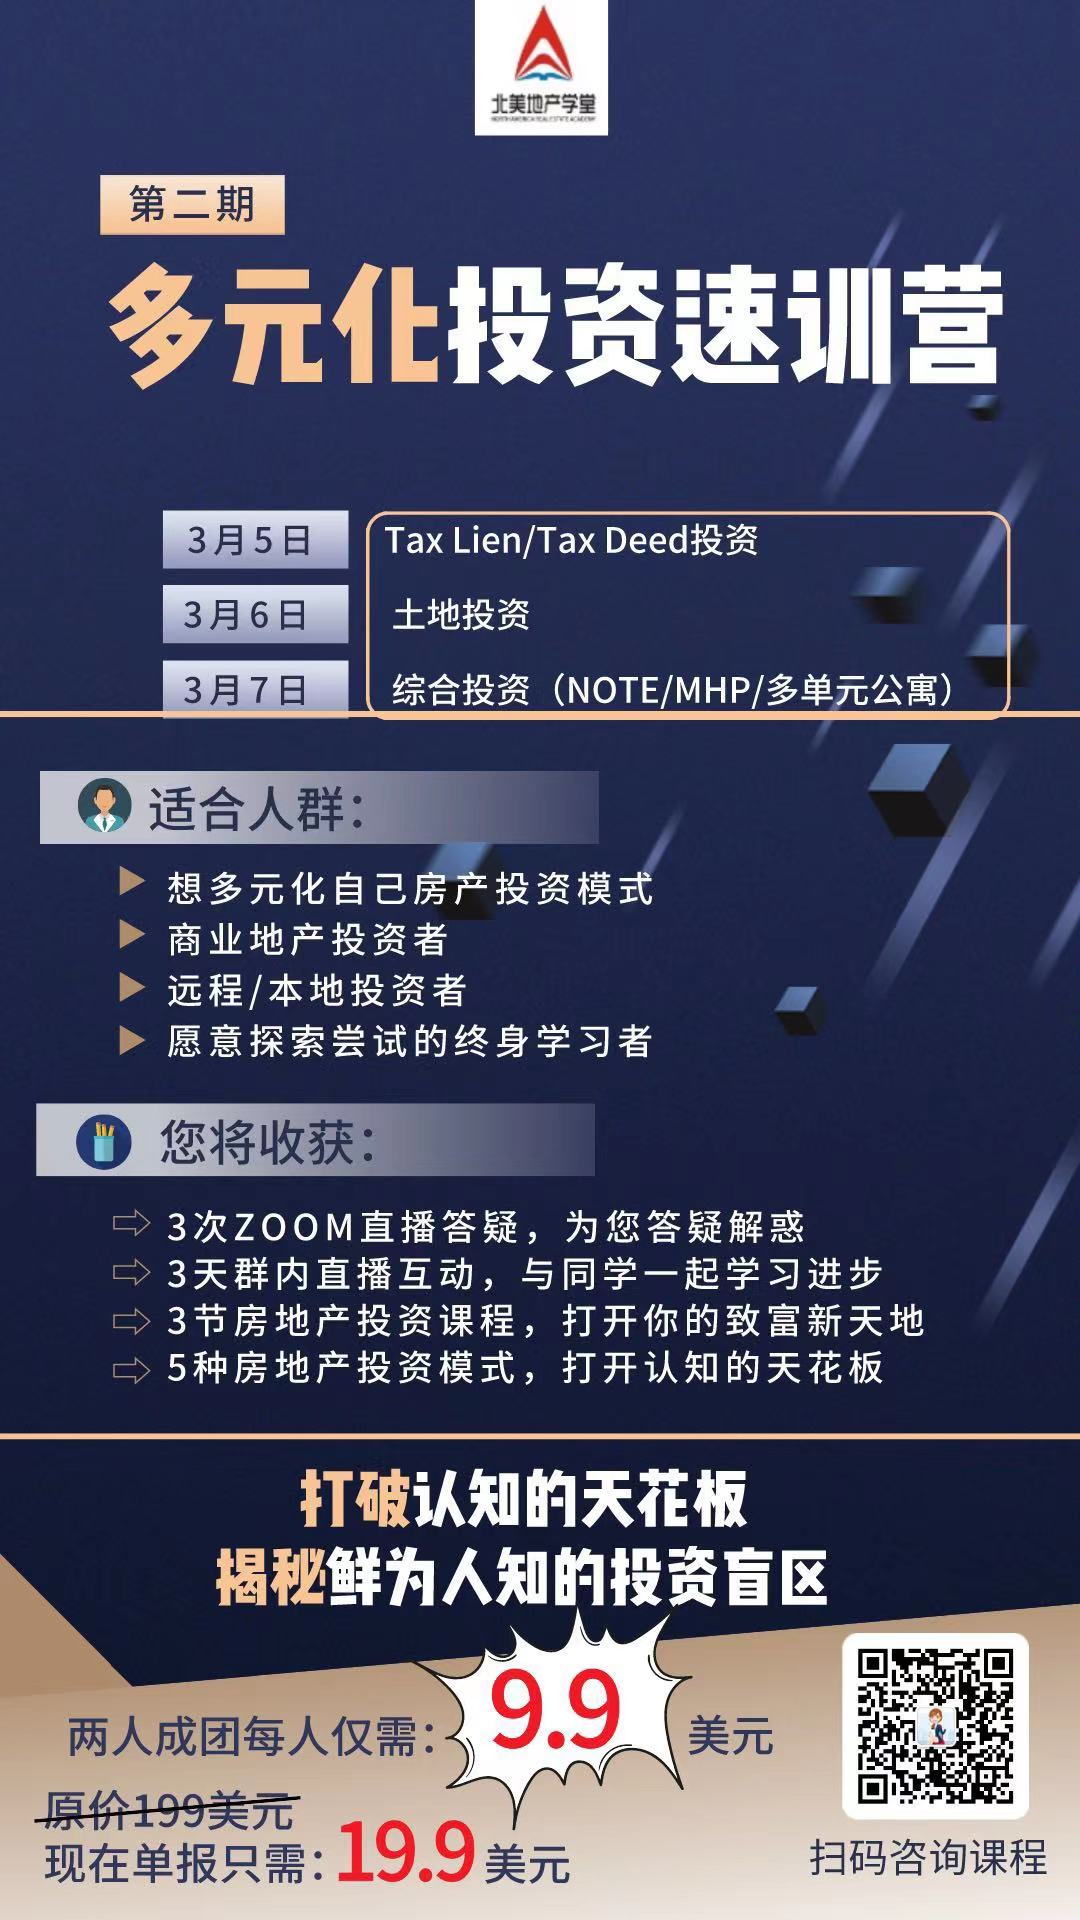 北美地产学堂
NORTH AMERICA REAL ESTATE ACADEMY
第二期
多元化投资速训营
3月5日 Tax Lien/Tax Deed投资
3月6日 土地投资
3月7日 综合投资（NOTE/MHP/多单元公寓）
适合人群：
想多元化自己房产投资模式
商业地产投资者
远程/本地投资者
愿意探索尝试的终身学习者
您将收获：
3次ZOOM直播答疑，为您答疑解惑
3天群内直播互动，与同学一起学习进步
3节房地产投资课程，打开你的致富新天地
5种房地产投资模式，打开认知的天花板
打破认知的天花板
揭秘鲜为人知的投资盲区
两人成团每人仅需：9.9美元
原价199美元
现在单报只需：19.9美元
扫码咨询课程